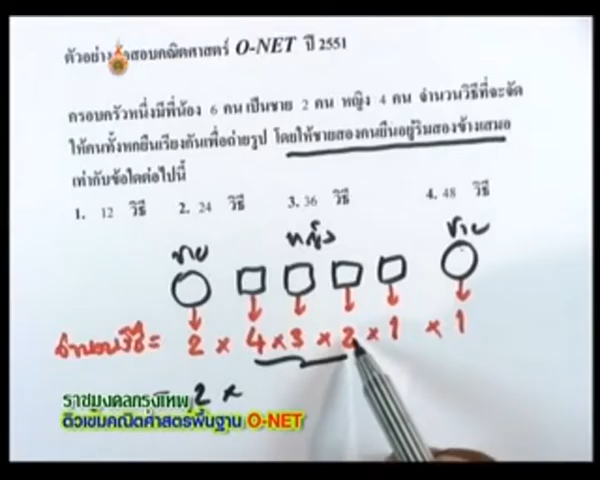 ตัวอย่างข้อสอบคณิตศาสตร์ O-NET ปี 2551
ครอบครัวหนึ่งมีพี่น้อง 6 คน เป็นชาย 2 คน หญิง 4 คน จำนวนวิธีที่จะจัด
ให้คนทั้งหกยืนเรียงกันเพื่อถ่ายรูป โดยให้ชายสองคนยืนอยู่ริมสองข้างเสมอ
เท่ากับข้อใดต่อไปนี้
1. 12 วิธี 2. 24 วิธี 3. 36 วิธี 4. 48 วิธี
ชาย หญิง ชาย
จำนวนวิธี = 2 × 4 × 3 × 2 × 1 × 1
ราชมงคลกรุงเทพ 2 ×
ติวเข้มคณิตศาสตร์พื้นฐาน O-NET